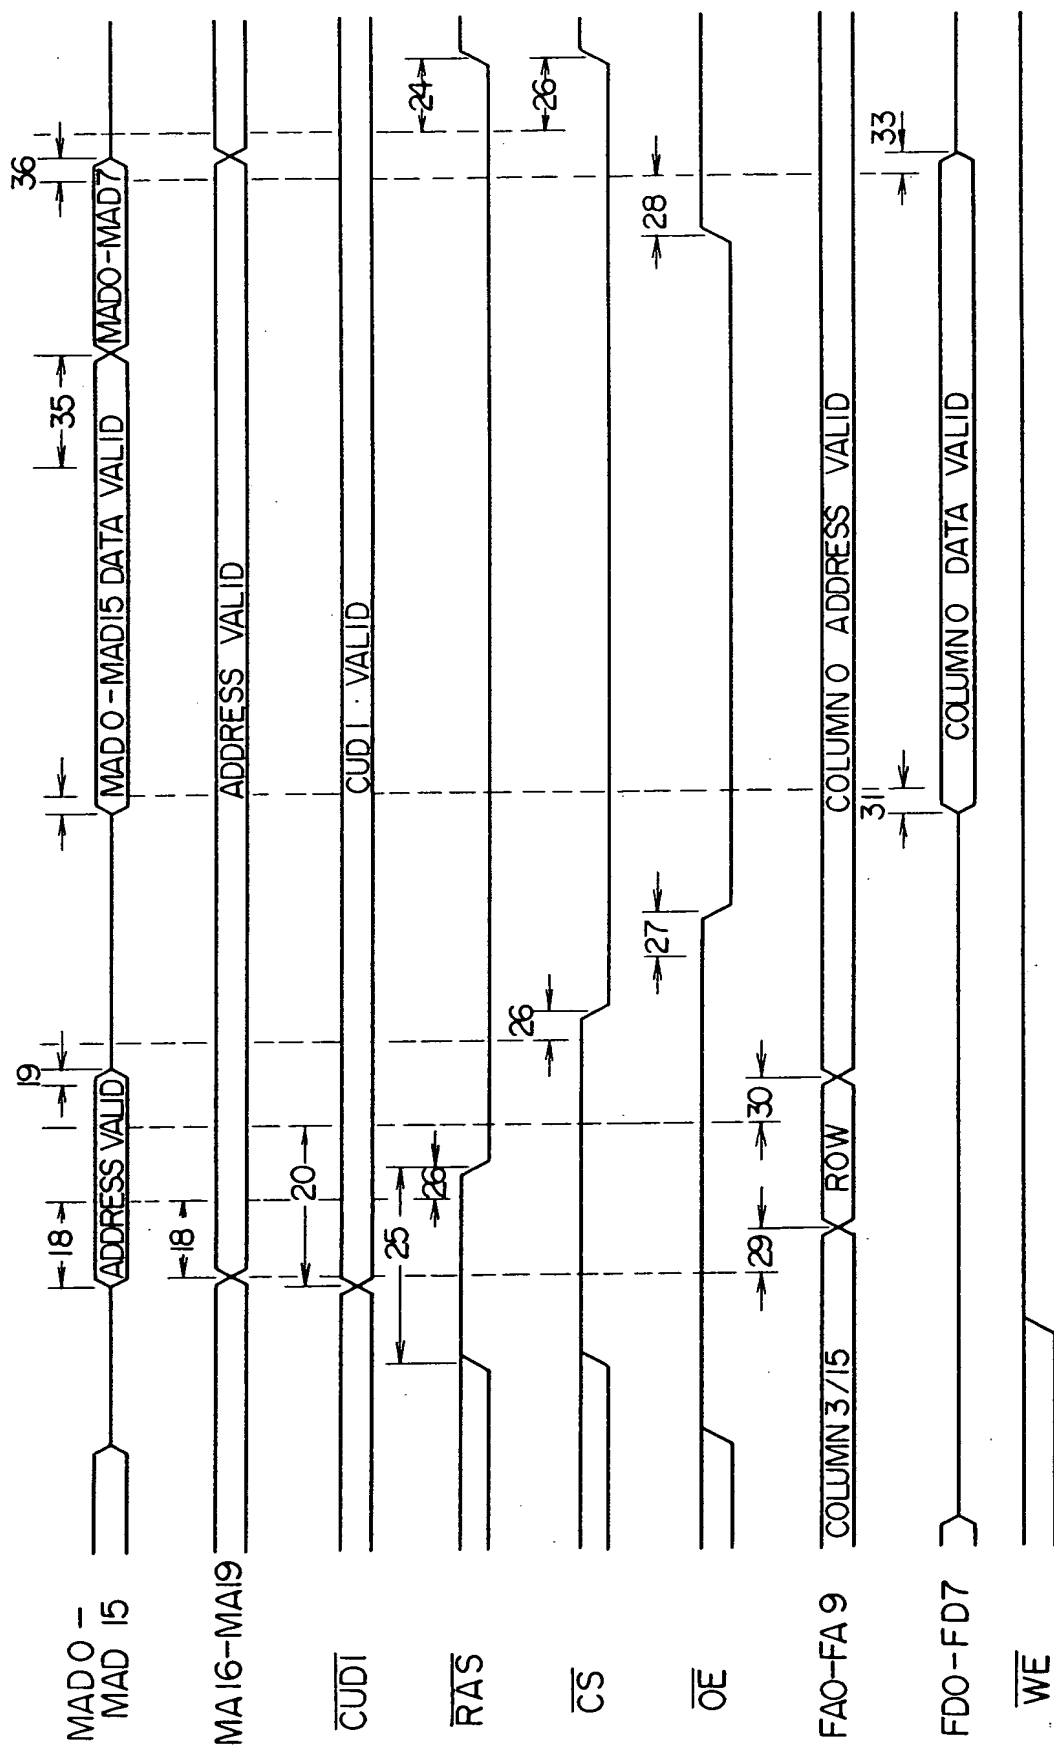 MAD0-
MAD 15
ADDRESS VALID
MAD0-MAD15 DATA VALID
MAD0-MAD7
18
19
35
36
MA16-MA19
ADDRESS VALID
18
CUD1
CUD1 · VALID
20
RAS
25
26
24
CS
26
26
OE
27
28
FA0-FA9
COLUMN 3/15
ROW
COLUMN 0 ADDRESS VALID
29
30
FD0-FD7
COLUMN 0 DATA VALID
31
33
WE